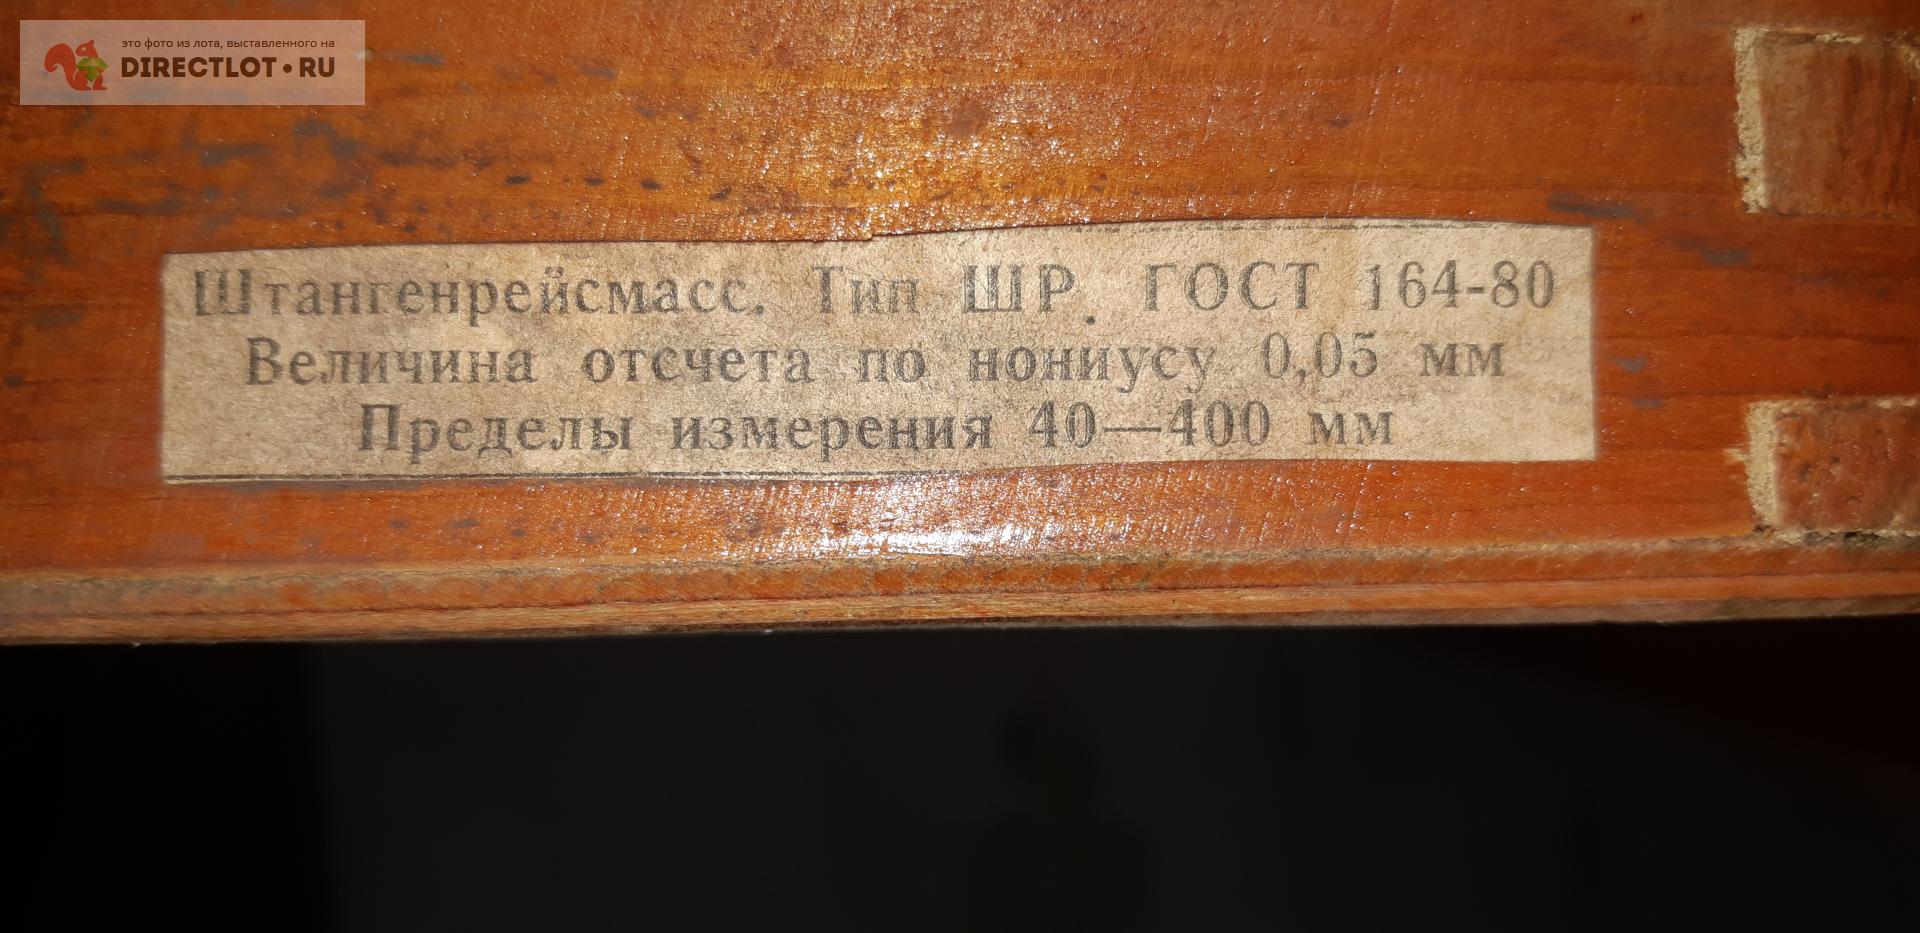 это фото из лота, выставленного на
DIRECTLOT•RU
Штангенрейсмасс. Тип ШР. ГОСТ 164-80
Величина отсчета по нониусу 0,05 мм
Пределы измерения 40—400 мм